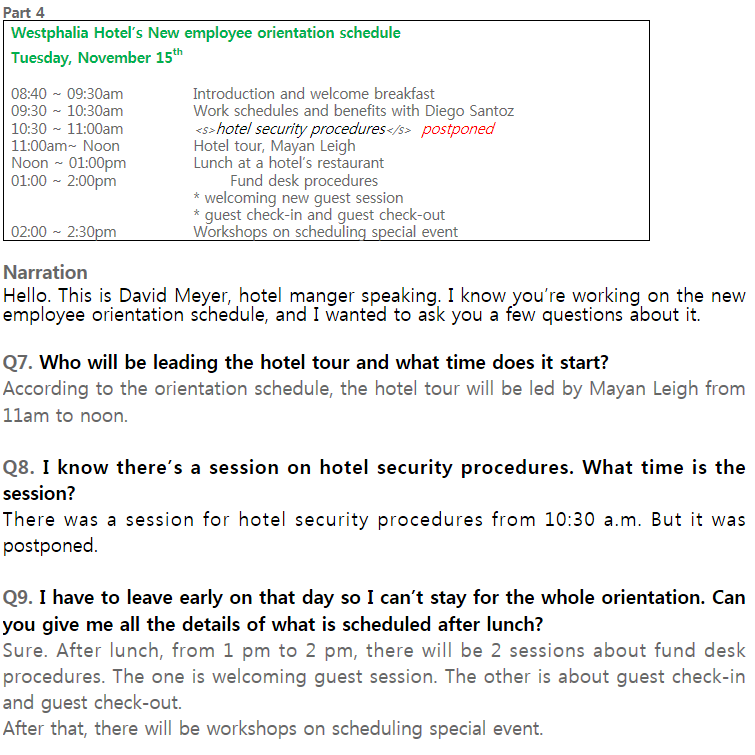 Part 4
Westphalia Hotel's New employee orientation schedule
Tuesday, November 15th
08:40 ~ 09:30am Introduction and welcome breakfast
09:30 ~ 10:30am Work schedules and benefits with Diego Santoz
10:30 ~ 11:00am <s>hotel security procedures</s> postponed
11:00am~ Noon Hotel tour, Mayan Leigh
Noon ~ 01:00pm Lunch at a hotel's restaurant
01:00 ~ 2:00pm Fund desk procedures
* welcoming new guest session
* guest check-in and guest check-out
02:00 ~ 2:30pm Workshops on scheduling special event
Narration
Hello. This is David Meyer, hotel manger speaking. I know you're working on the new
employee orientation schedule, and I wanted to ask you a few questions about it.
Q7. Who will be leading the hotel tour and what time does it start?
According to the orientation schedule, the hotel tour will be led by Mayan Leigh from
11am to noon.
Q8. I know there's a session on hotel security procedures. What time is the
session?
There was a session for hotel security procedures from 10:30 a.m. But it was
postponed.
Q9. I have to leave early on that day so I can't stay for the whole orientation. Can
you give me all the details of what is scheduled after lunch?
Sure. After lunch, from 1 pm to 2 pm, there will be 2 sessions about fund desk
procedures. The one is welcoming guest session. The other is about guest check-in
and guest check-out.
After that, there will be workshops on scheduling special event.